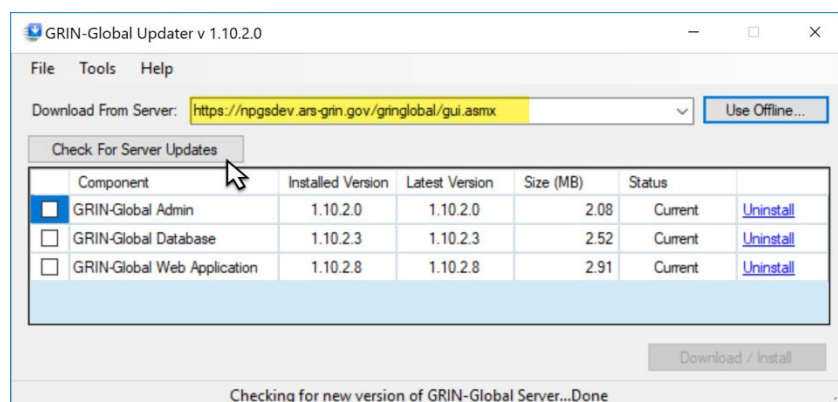 GRIN-Global Updater v 1.10.2.0
File Tools Help
Download From Server: https://npgsdev.ars-grin.gov/gringlobal/gui.asmx Use Offline...
Check For Server Updates
Component Installed Version Latest Version Size (MB) Status
GRIN-Global Admin 1.10.2.0 1.10.2.0 2.08 Current Uninstall
GRIN-Global Database 1.10.2.3 1.10.2.3 2.52 Current Uninstall
GRIN-Global Web Application 1.10.2.8 1.10.2.8 2.91 Current Uninstall
Download / Install
Checking for new version of GRIN-Global Server...Done